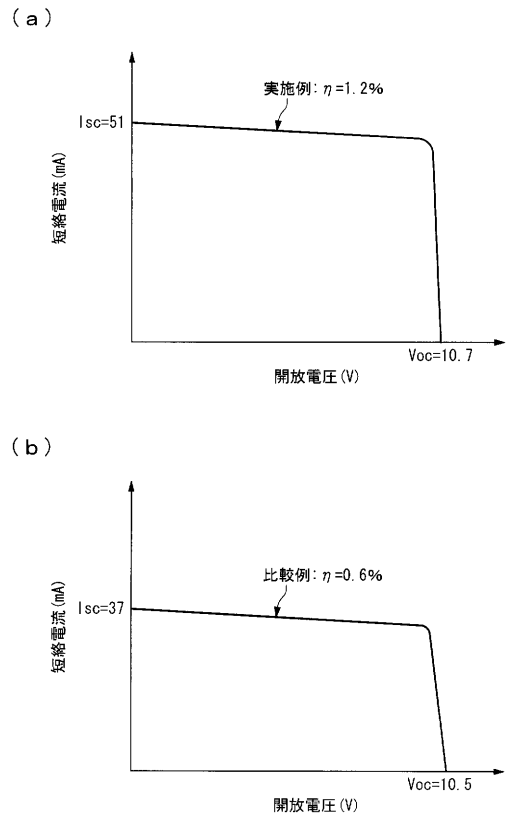 (a)
実施例: η=1.2%
Isc=51
短絡電流(mA)
Voc=10.7
開放電圧(V)
(b)
比較例: η=0.6%
Isc=37
短絡電流(mA)
Voc=10.5
開放電圧(V)